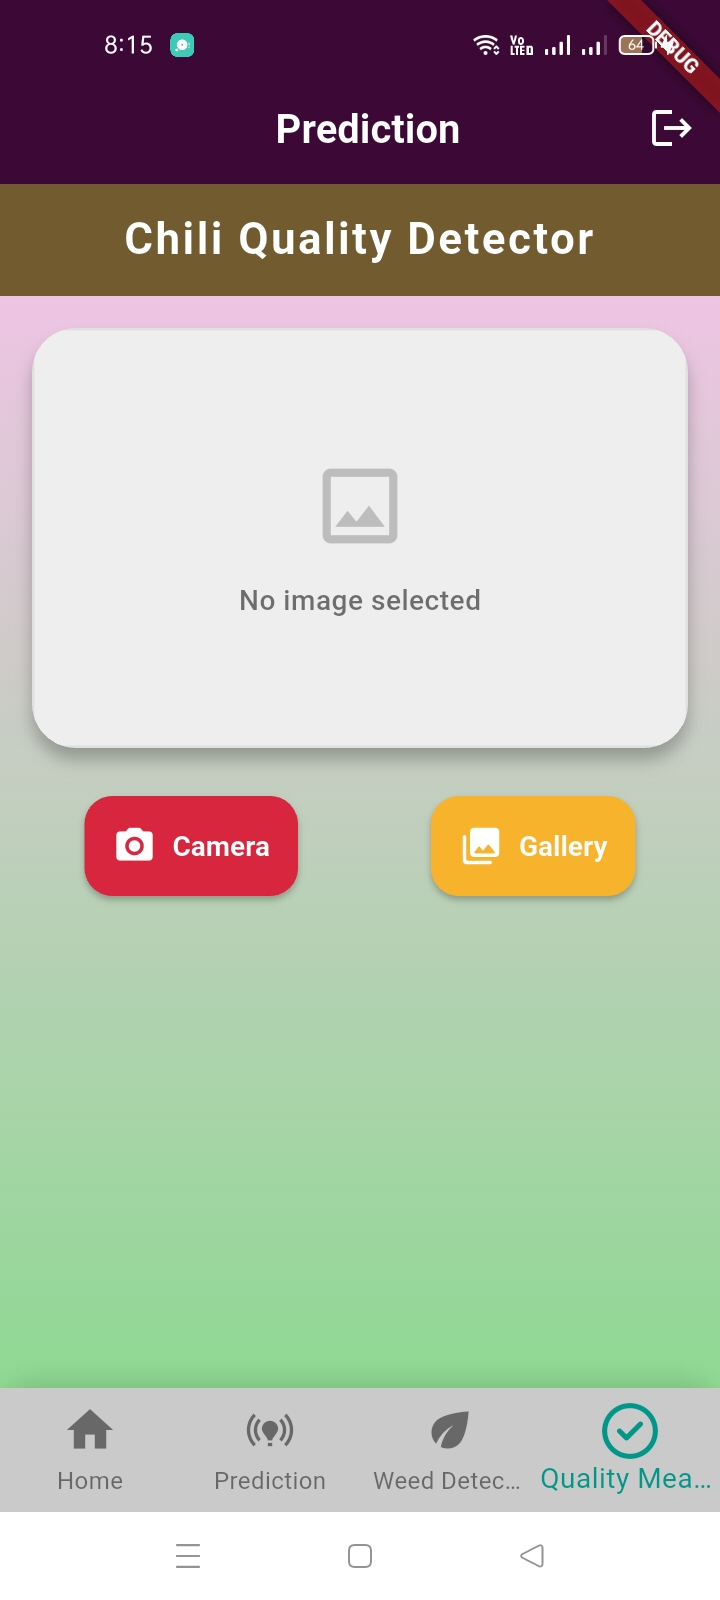 8:15
Vo
LTED
64
DEBUG
Prediction
Chili Quality Detector
No image selected
Camera
Gallery
Home
Prediction
Weed Detec...
Quality Mea...